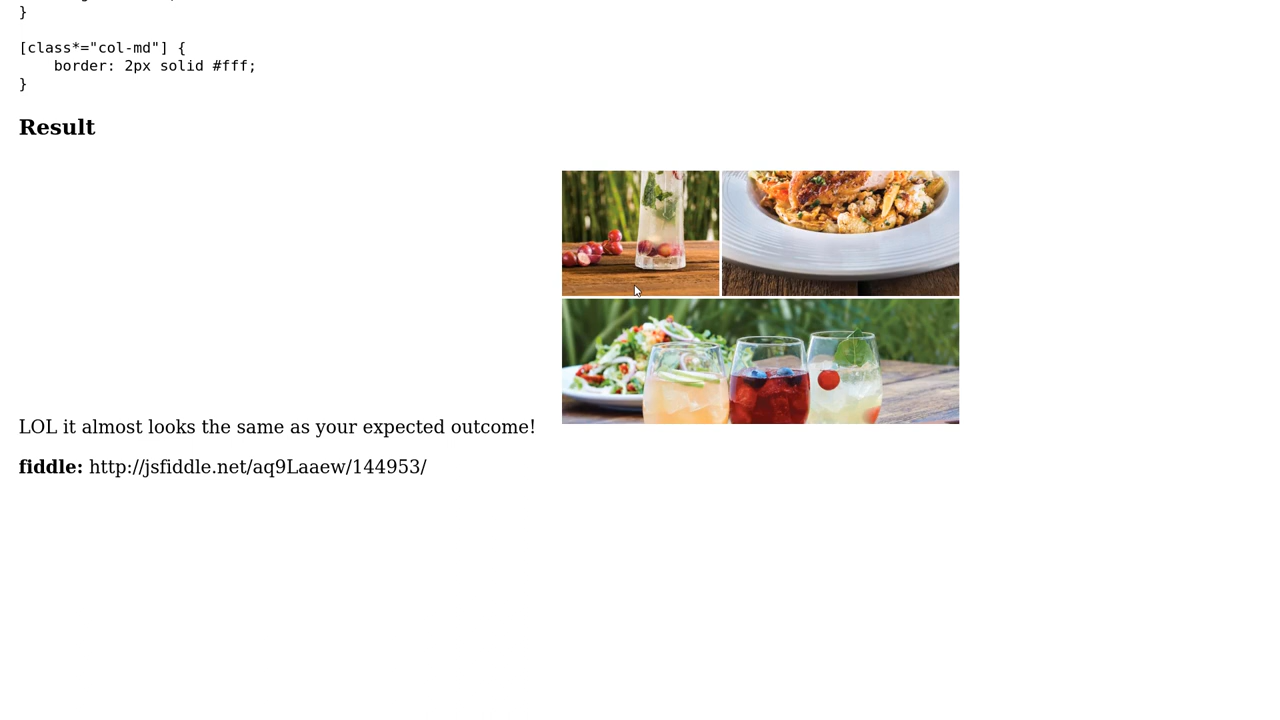 }
[class*="col-md"] {
    border: 2px solid #fff;
}
Result
LOL it almost looks the same as your expected outcome!
fiddle: http://jsfiddle.net/aq9Laaew/144953/